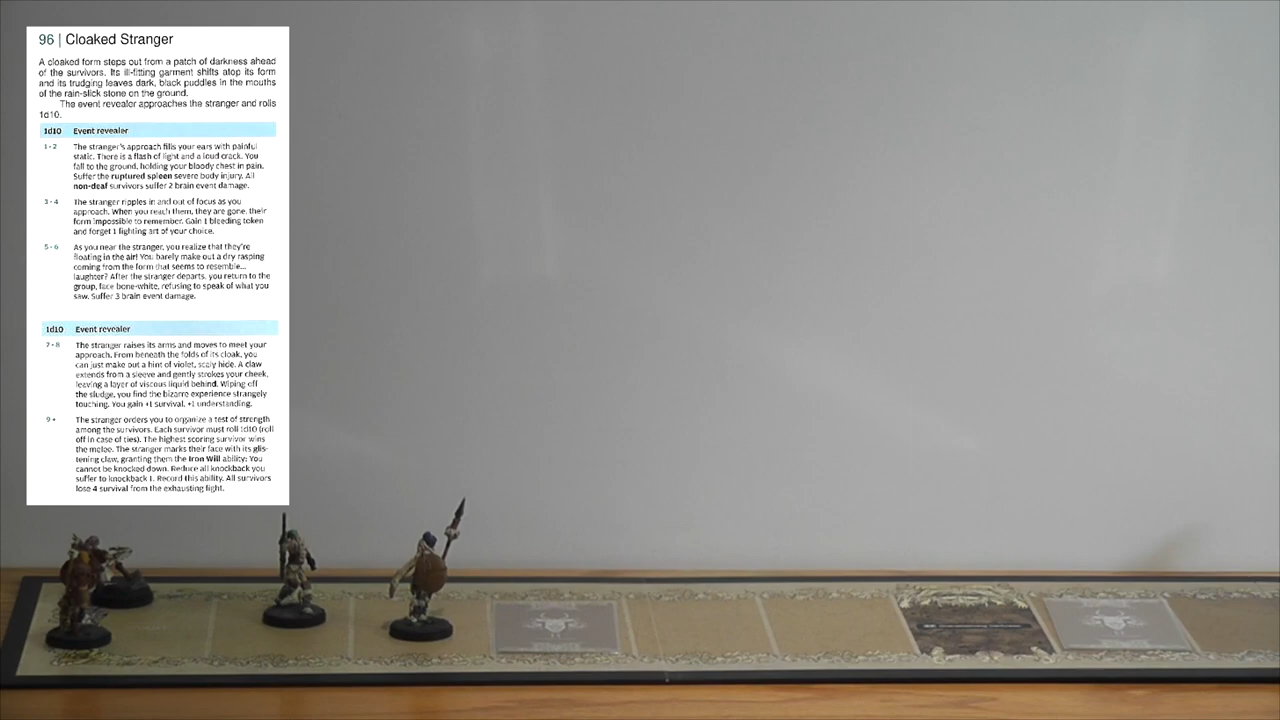 96 | Cloaked Stranger
A cloaked form steps out from a patch of darkness ahead
of the survivors. Its ill-fitting garment shifts atop its form
and its trudging leaves dark, black puddles in the mouths
of the rain-slick stone on the ground.
The event revealer approaches the stranger and rolls
1d10.
1d10 Event revealer
1 - 2 The stranger's approach fills your ears with painful
static. There is a flash of light and a loud crack. You
fall to the ground, holding your bloody chest in pain.
Suffer the ruptured spleen severe body injury. All
non-deaf survivors suffer 2 brain event damage.
3 - 4 The stranger ripples in and out of focus as you
approach. When you reach them, they are gone, their
form impossible to remember. Gain 1 bleeding token
and forget 1 fighting art of your choice.
5 - 6 As you near the stranger, you realize that they're
floating in the air! You barely make out a dry rasping
coming from the form that seems to resemble...
laughter? After the stranger departs, you return to the
group, face bone-white, refusing to speak of what you
saw. Suffer 3 brain event damage.
1d10 Event revealer
7 - 8 The stranger raises its arms and moves to meet your
approach. From beneath the folds of its cloak, you
can just make out a hint of violet, scaly hide. A claw
extends from a sleeve and gently strokes your cheek,
leaving a layer of viscous liquid behind. Wiping off
the sludge, you find the bizarre experience strangely
touching. You gain +1 survival, +1 understanding.
9 + The stranger orders you to organize a test of strength
among the survivors. Each survivor must roll 1d10 (roll
off in case of ties). The highest scoring survivor wins
the melee. The stranger marks their face with its glis-
tening claw, granting them the Iron Will ability: You
cannot be knocked down. Reduce all knockback you
suffer to knockback 1. Record this ability. All survivors
lose 4 survival from the exhausting fight.